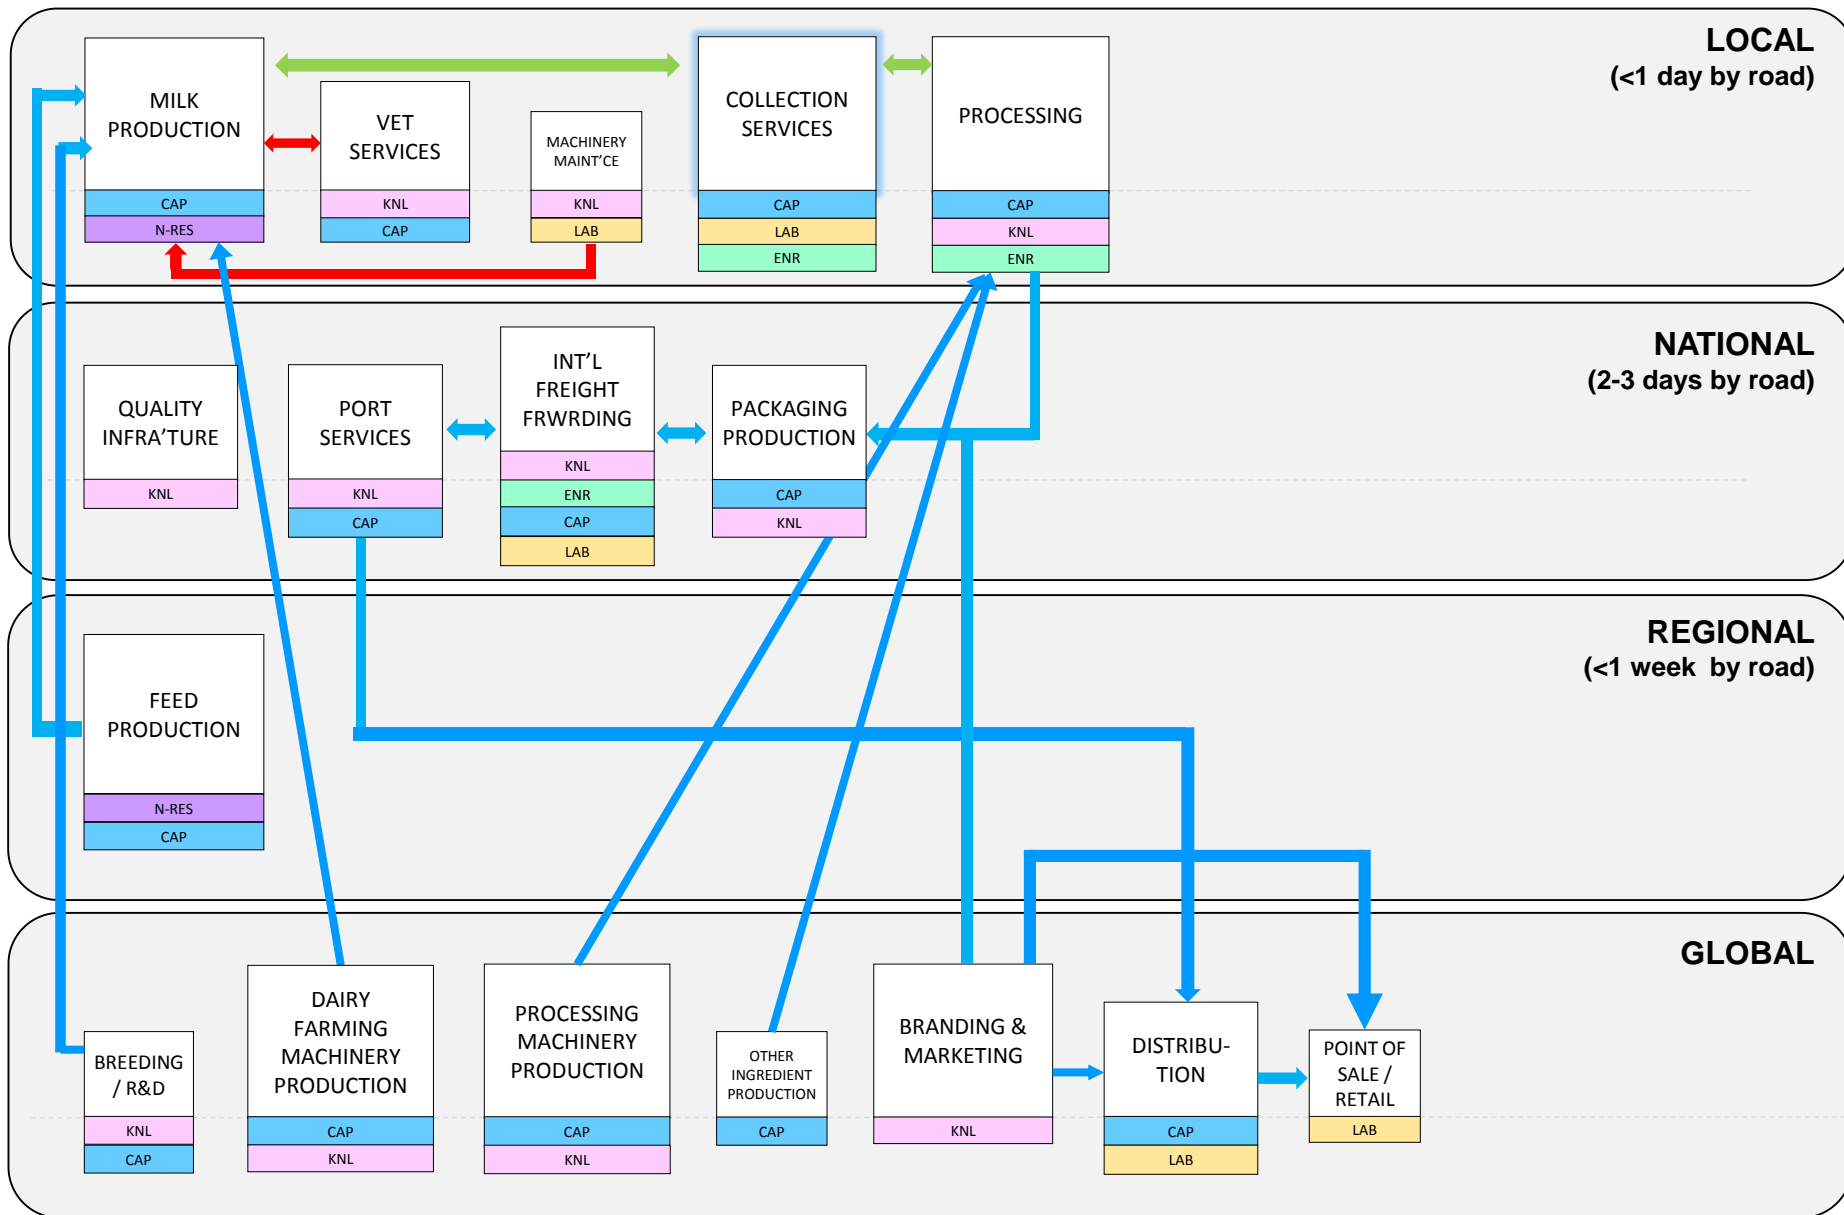 LOCAL
(<1 day by road)
MILK
PRODUCTION
CAP
N-RES
VET
SERVICES
KNL
CAP
MACHINERY
MAINT'CE
KNL
LAB
COLLECTION
SERVICES
CAP
LAB
ENR
PROCESSING
CAP
KNL
ENR
NATIONAL
(2-3 days by road)
QUALITY
INFRA'TURE
KNL
PORT
SERVICES
KNL
CAP
INT'L
FREIGHT
FRWRDING
KNL
ENR
CAP
LAB
PACKAGING
PRODUCTION
CAP
KNL
REGIONAL
(<1 week by road)
FEED
PRODUCTION
N-RES
CAP
GLOBAL
BREEDING
/ R&D
KNL
CAP
DAIRY
FARMING
MACHINERY
PRODUCTION
CAP
KNL
PROCESSING
MACHINERY
PRODUCTION
CAP
KNL
OTHER
INGREDIENT
PRODUCTION
CAP
BRANDING &
MARKETING
KNL
DISTRIBU-
TION
CAP
LAB
POINT OF
SALE /
RETAIL
LAB